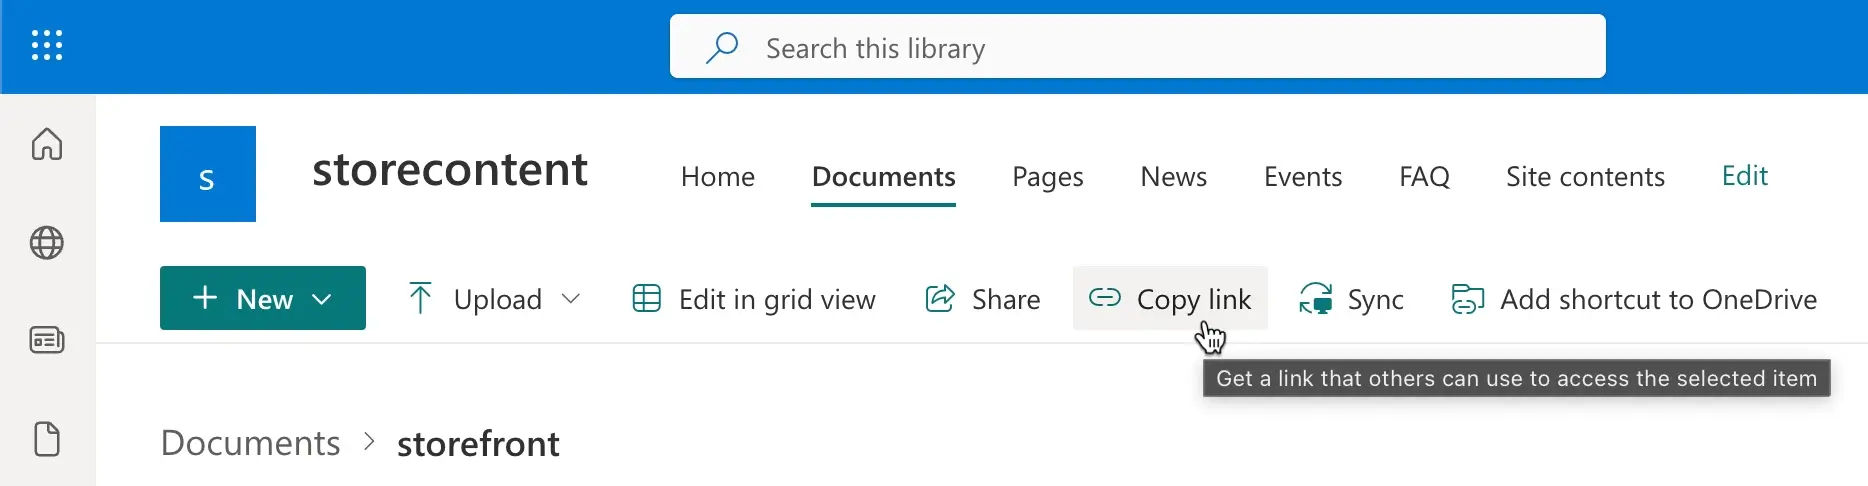 Search this library
S
storecontent
Home Documents Pages News Events FAQ Site contents Edit
New Upload Edit in grid view Share Copy link Sync Add shortcut to OneDrive
Get a link that others can use to access the selected item
Documents > storefront